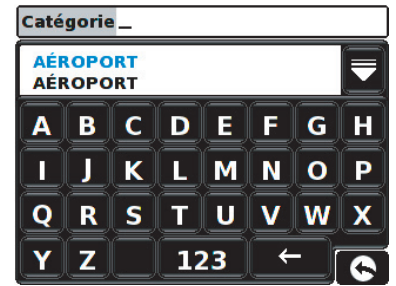 Catégorie _
AÉROPORT
AÉROPORT
A B C D E F G H
I J K L M N O P
Q R S T U V W X
Y Z 123 ←